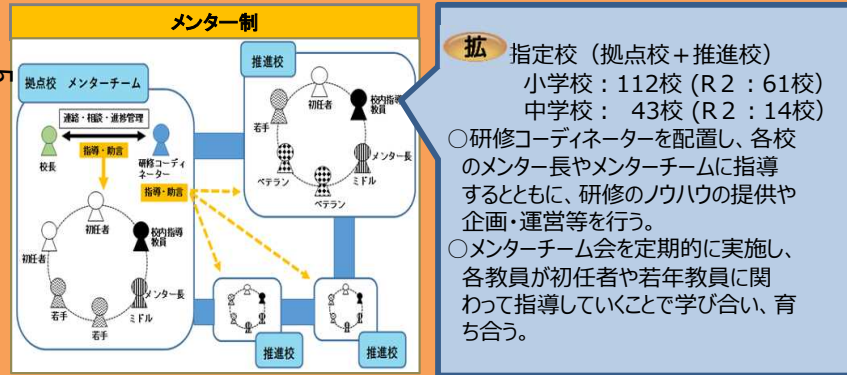 メンター制
拠点校 メンターチーム
連絡・相談・進捗管理
校長
指導・助言
研修コーディ
ネーター
指導・助言
初任者
初任者
校内指導
教員
メンター長
ミドル
若手
若手
推進校
初任者
校内指導
教員
若手
メンター長
ミドル
ベテラン
ベテラン
推進校
推進校
拡 指定校（拠点校＋推進校）
小学校：112校 (R２：61校）
中学校： 43校 (R２：14校）
○研修コーディネーターを配置し、各校
のメンター長やメンターチームに指導
するとともに、研修のノウハウの提供や
企画・運営等を行う。
○メンターチーム会を定期的に実施し、
各教員が初任者や若年教員に関
わって指導していくことで学び合い、育
ち合う。